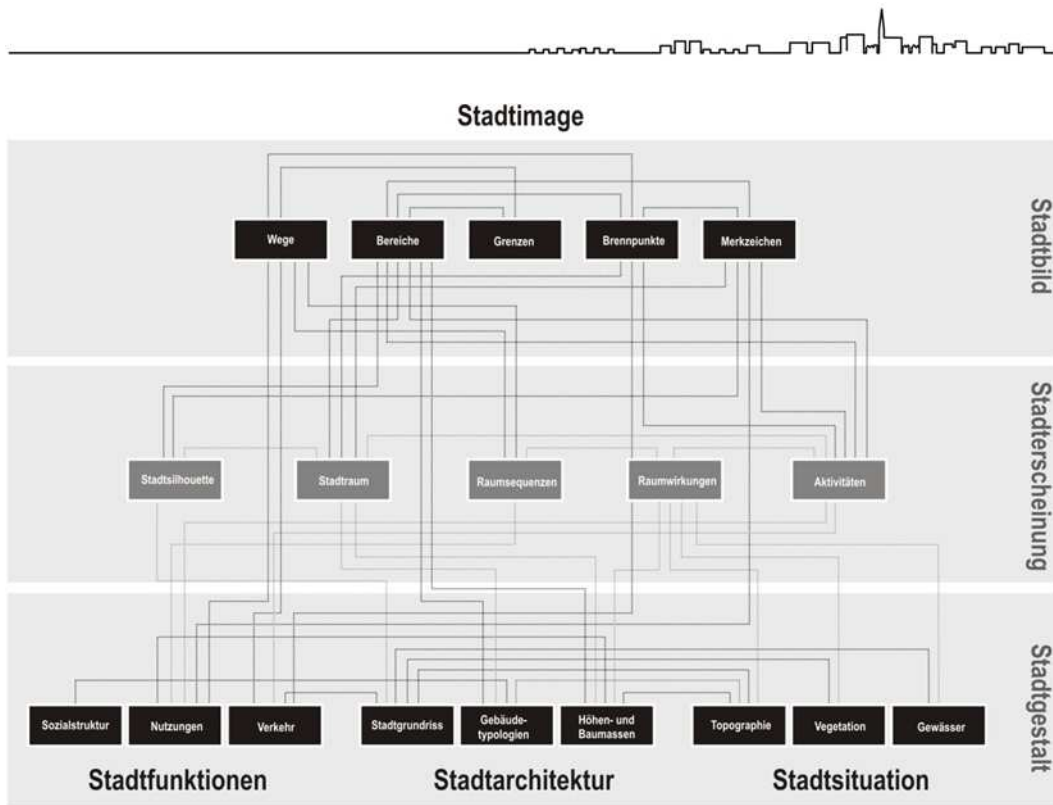 Stadtimage
Stadtbild
Wege
Bereiche
Grenzen
Brennpunkte
Merkzeichen
Stadterscheinung
Stadtsilhouette
Stadtraum
Raumsequenzen
Raumwirkungen
Aktivitäten
Stadtgestalt
Sozialstruktur
Nutzungen
Verkehr
Stadtgrundriss
Gebäude-
typologien
Höhen- und
Baumassen
Topographie
Vegetation
Gewässer
Stadtfunktionen
Stadtarchitektur
Stadtsituation